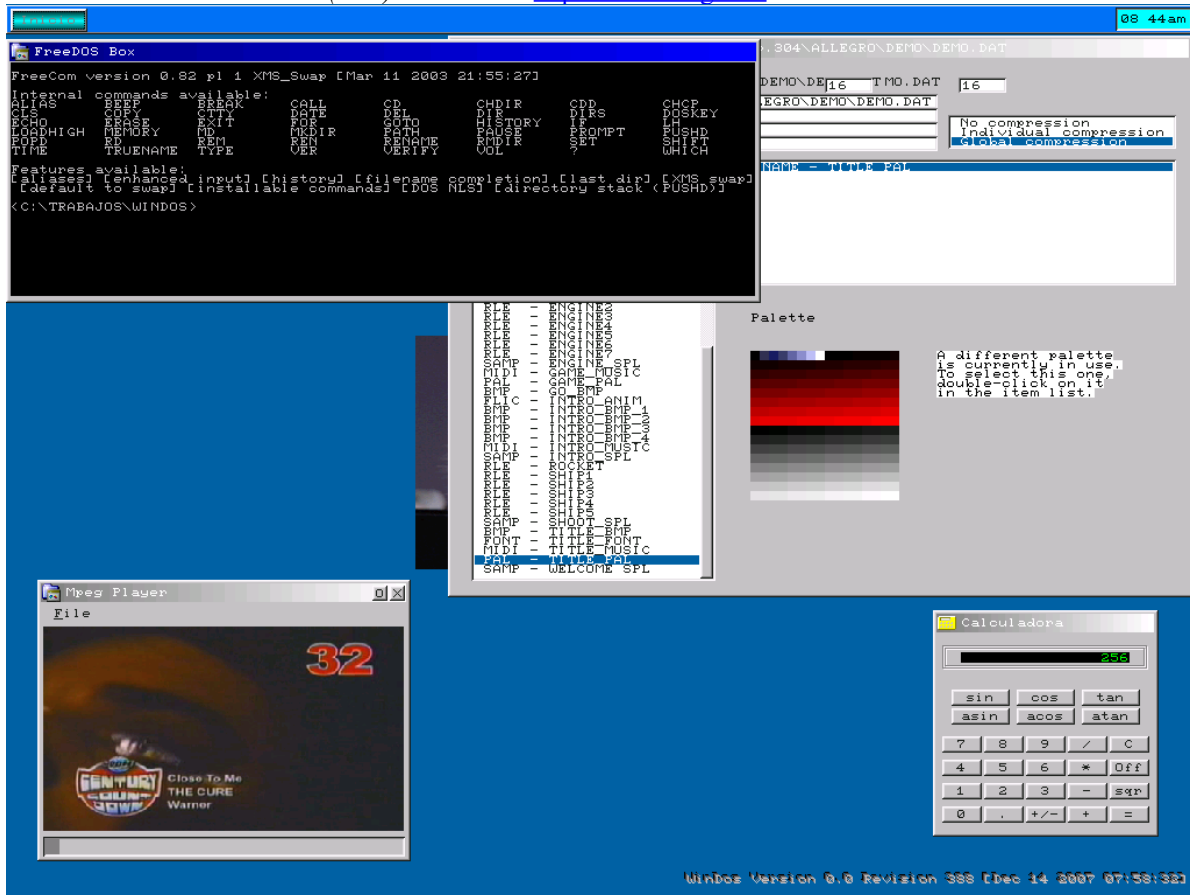 08 44am
FreeDOS Box
FreeCom version 0.82 pl 1 XMS_Swap [Mar 11 2003 21:55:27]
Internal commands available:
ALIAS BEEP BREAK CALL CD CHDIR CDD CHCP
CLS COPY CTTY DATE DEL DIR DIRS DOSKEY
ECHO ERASE EXIT FOR GOTO HISTORY IF LH
LOADHIGH MEMORY MD MKDIR PATH PAUSE PROMPT PUSHD
POPD RD REM REN RENAME RMDIR SET SHIFT
TIME TRUENAME TYPE VER VERIFY VOL ? WHICH
Features available:
[aliases] [enhanced input] [history] [filename completion] [last dir] [XMS swap]
[default to swap] [installable commands] [DOS NLS] [directory stack (PUSHD)]
<C:\TRABAJOS\WINDOS>
.304\ALLEGRO\DEMO\DEMO.DAT
DEMO\DE 16 TMO.DAT 16
EGRO\DEMO\DEMO.DAT
No compression
Individual compression
Global compression
NAME - TITLE_PAL
RLE - ENGINE2
RLE - ENGINE3
RLE - ENGINE4
RLE - ENGINE5
RLE - ENGINE6
RLE - ENGINE7
SAMP - ENGINE_SPL
MIDI - GAME_MUSIC
PAL - GAME_PAL
BMP - GO_BMP
FLIC - INTRO_ANIM
BMP - INTRO_BMP_1
BMP - INTRO_BMP_2
BMP - INTRO_BMP_3
BMP - INTRO_BMP_4
MIDI - INTRO_MUSIC
SAMP - INTRO_SPL
RLE - ROCKET
RLE - SHIP1
RLE - SHIP2
RLE - SHIP3
RLE - SHIP4
RLE - SHIP5
SAMP - SHOOT_SPL
BMP - TITLE_BMP
FONT - TITLE_FONT
MIDI - TITLE_MUSIC
PAL - TITLE_PAL
SAMP - WELCOME_SPL
Palette
A different palette
is currently in use.
To select this one,
double-click on it
in the item list.
Mpeg Player
File
32
CENTURY
COUNT
DOWN
Close To Me
THE CURE
Warner
Calculadora
256
sin cos tan
asin acos atan
7 8 9 / C
4 5 6 * Off
1 2 3 - sqr
0 . +/- + =
WinDos Version 0.0 Revision 388 [Dec 14 2007 07:58:38]